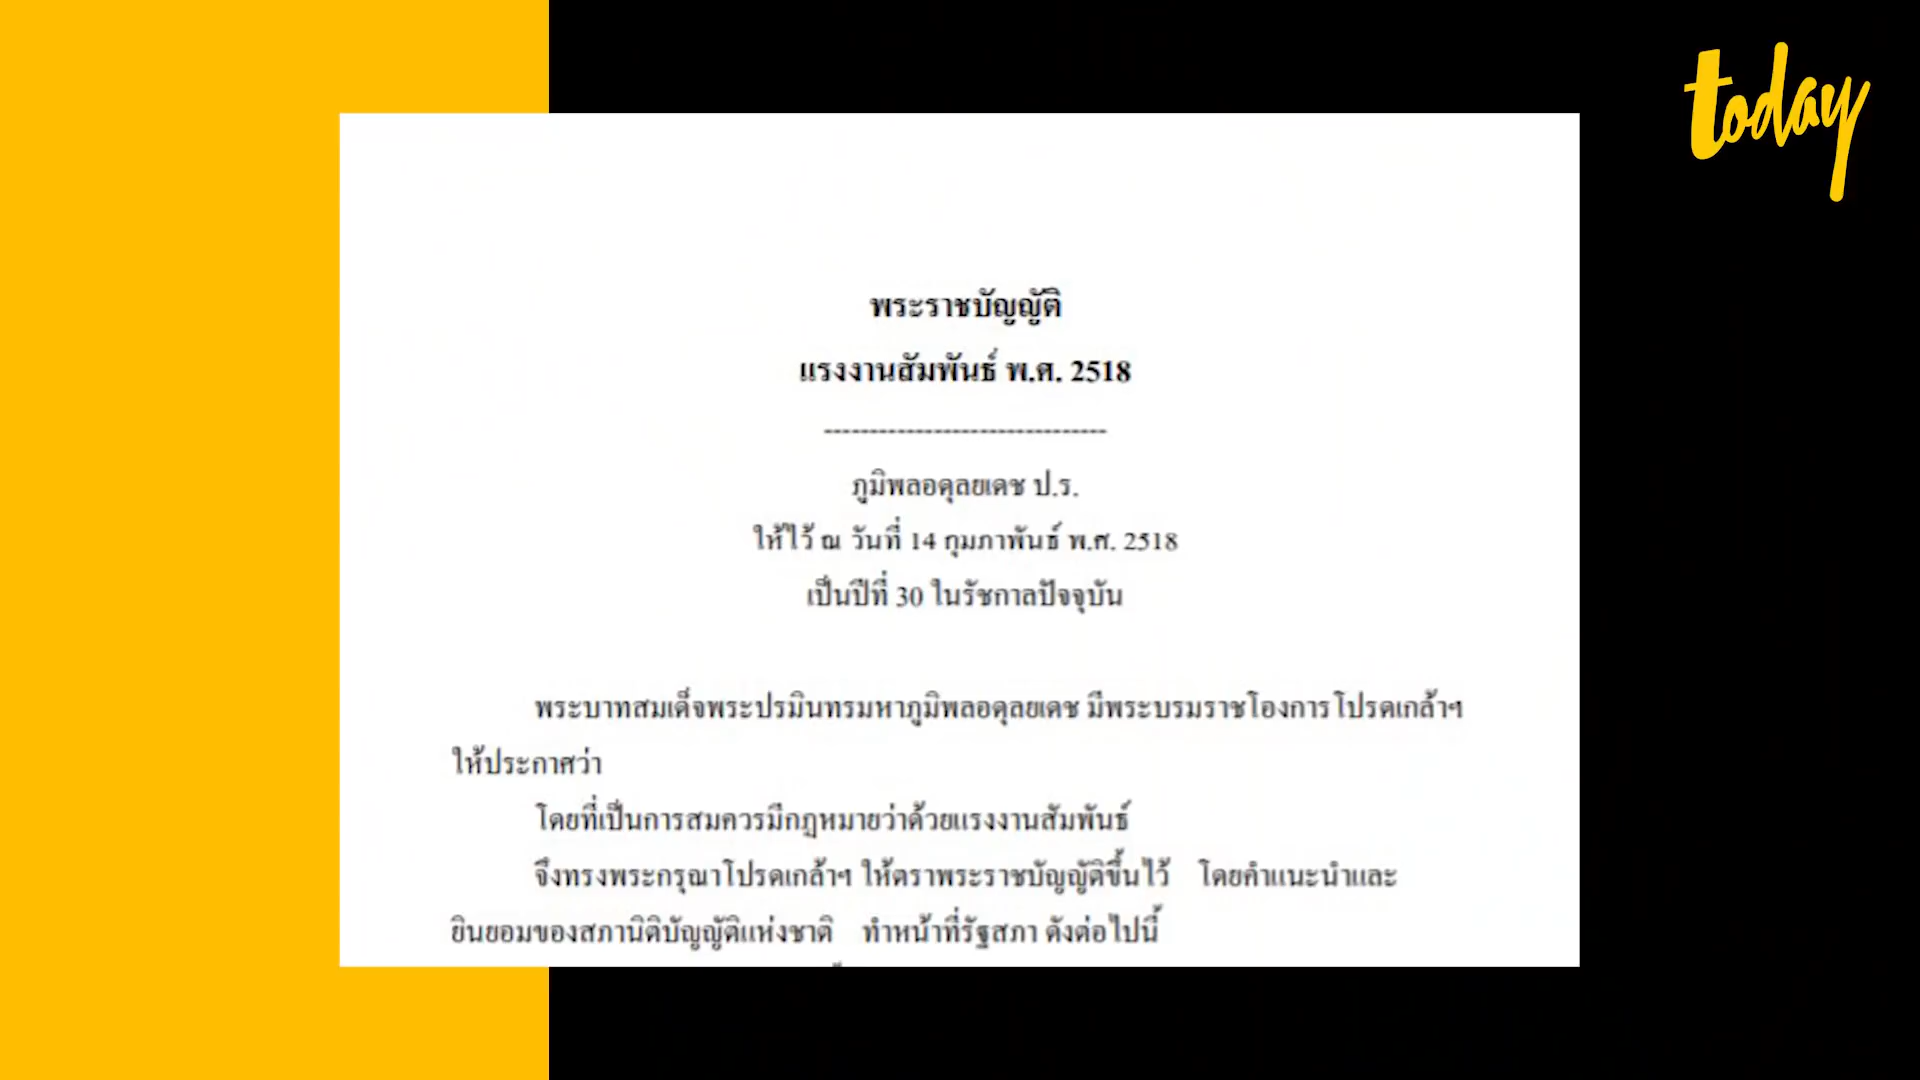 today
พระราชบัญญัติ
แรงงานสัมพันธ์ พ.ศ. 2518
-------------------------------
ภูมิพลอดุลยเดช ป.ร.
ให้ไว้ ณ วันที่ 14 กุมภาพันธ์ พ.ศ. 2518
เป็นปีที่ 30 ในรัชกาลปัจจุบัน
พระบาทสมเด็จพระปรมินทรมหาภูมิพลอดุลยเดช มีพระบรมราชโองการโปรดเกล้าฯ
ให้ประกาศว่า
โดยที่เป็นการสมควรมีกฎหมายว่าด้วยแรงงานสัมพันธ์
จึงทรงพระกรุณาโปรดเกล้าฯ ให้ตราพระราชบัญญัติขึ้นไว้ โดยคำแนะนำและ
ยินยอมของสภานิติบัญญัติแห่งชาติ ทำหน้าที่รัฐสภา ดังต่อไปนี้